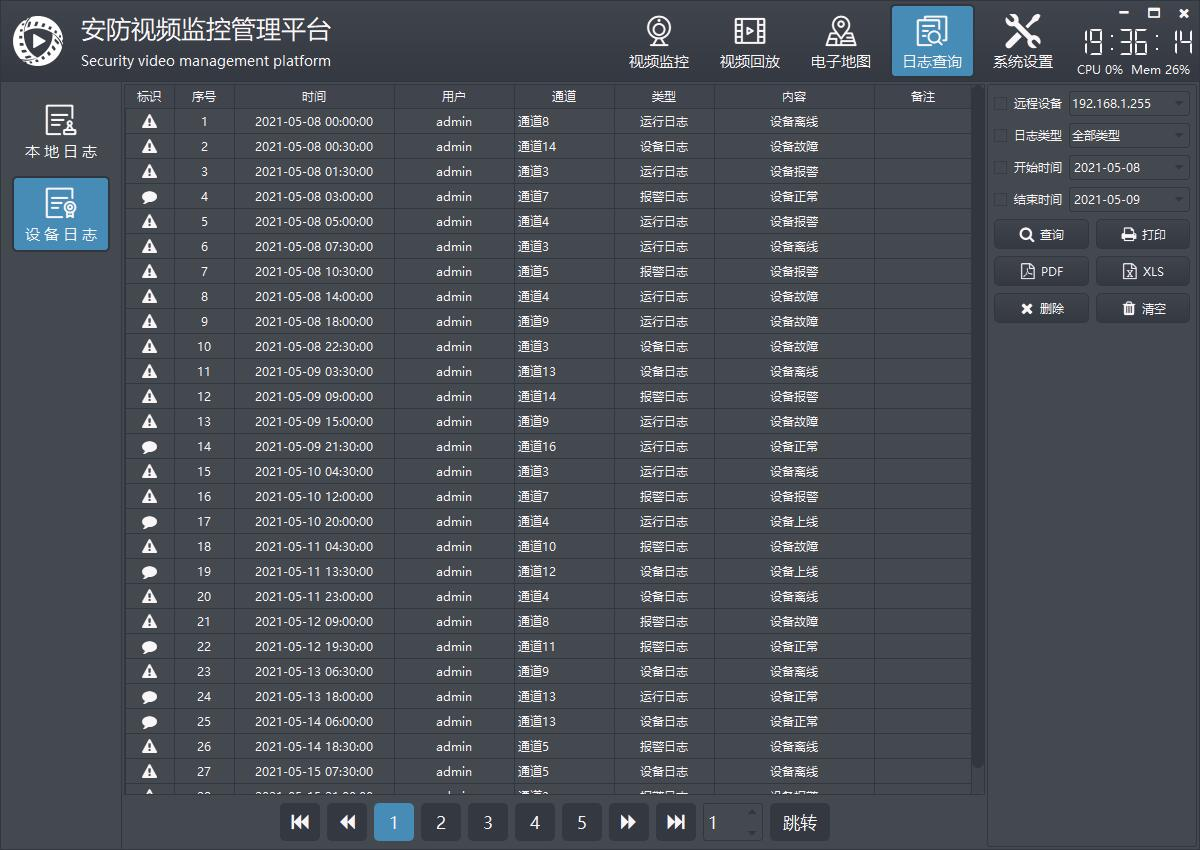 安防视频监控管理平台
Security video management platform
视频监控 视频回放 电子地图 日志查询 系统设置
19:36:14
CPU 0% Mem 26%
本地日志
设备日志
标识 序号 时间 用户 通道 类型 内容 备注
1 2021-05-08 00:00:00 admin 通道8 运行日志 设备离线
2 2021-05-08 00:30:00 admin 通道14 设备日志 设备故障
3 2021-05-08 01:30:00 admin 通道3 运行日志 设备报警
4 2021-05-08 03:00:00 admin 通道7 报警日志 设备正常
5 2021-05-08 05:00:00 admin 通道4 运行日志 设备报警
6 2021-05-08 07:30:00 admin 通道3 运行日志 设备离线
7 2021-05-08 10:30:00 admin 通道5 报警日志 设备报警
8 2021-05-08 14:00:00 admin 通道4 运行日志 设备故障
9 2021-05-08 18:00:00 admin 通道9 运行日志 设备故障
10 2021-05-08 22:30:00 admin 通道3 设备日志 设备故障
11 2021-05-09 03:30:00 admin 通道13 设备日志 设备离线
12 2021-05-09 09:00:00 admin 通道14 报警日志 设备报警
13 2021-05-09 15:00:00 admin 通道9 运行日志 设备故障
14 2021-05-09 21:30:00 admin 通道16 运行日志 设备正常
15 2021-05-10 04:30:00 admin 通道3 运行日志 设备离线
16 2021-05-10 12:00:00 admin 通道7 报警日志 设备报警
17 2021-05-10 20:00:00 admin 通道4 运行日志 设备上线
18 2021-05-11 04:30:00 admin 通道10 报警日志 设备故障
19 2021-05-11 13:30:00 admin 通道12 设备日志 设备上线
20 2021-05-11 23:00:00 admin 通道4 设备日志 设备离线
21 2021-05-12 09:00:00 admin 通道8 报警日志 设备故障
22 2021-05-12 19:30:00 admin 通道11 报警日志 设备正常
23 2021-05-13 06:30:00 admin 通道9 设备日志 设备离线
24 2021-05-13 18:00:00 admin 通道13 运行日志 设备正常
25 2021-05-14 06:00:00 admin 通道13 设备日志 设备正常
26 2021-05-14 18:30:00 admin 通道5 报警日志 设备离线
27 2021-05-15 07:30:00 admin 通道5 设备日志 设备离线
远程设备 192.168.1.255
日志类型 全部类型
开始时间 2021-05-08
结束时间 2021-05-09
查询 打印
PDF XLS
删除 清空
1 2 3 4 5 1 跳转